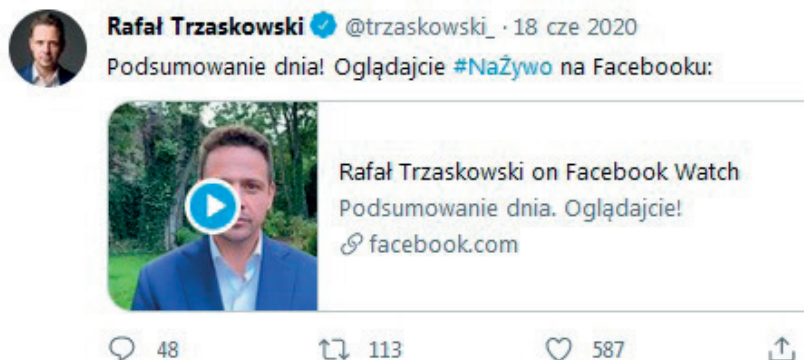 Rafał Trzaskowski @trzaskowski_ · 18 cze 2020
Podsumowanie dnia! Oglądajcie #NaŻywo na Facebooku:
Rafał Trzaskowski on Facebook Watch
Podsumowanie dnia. Oglądajcie!
facebook.com
48 113 587